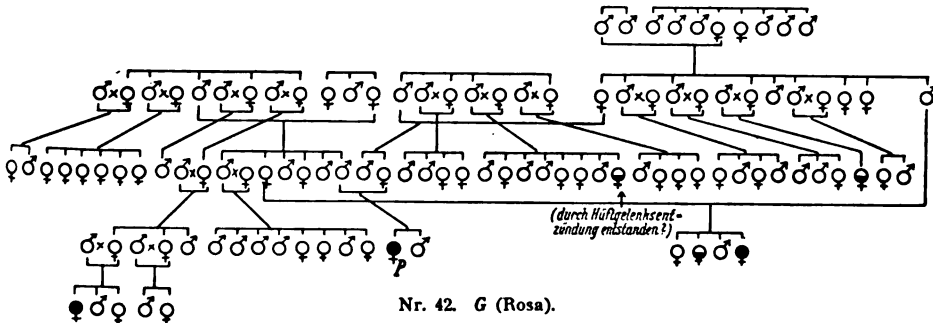 (durch Hüftgelenksent=
zündung entstanden?)
P
Nr. 42. G (Rosa).